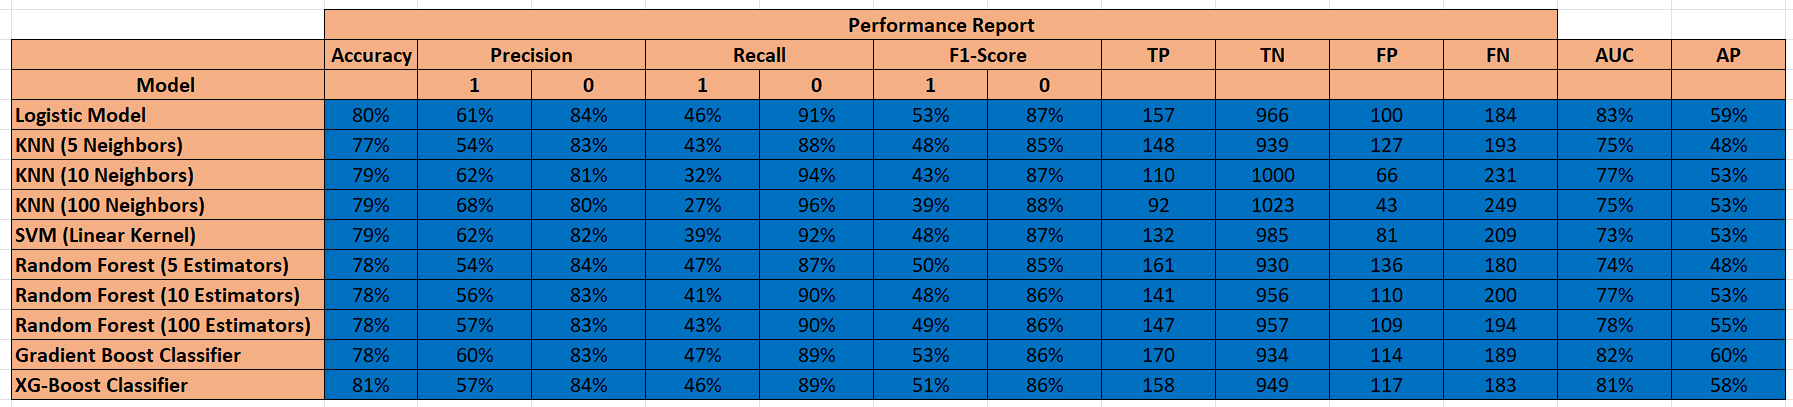 Performance Report
Accuracy Precision Recall F1-Score TP TN FP FN AUC AP
Model 1 0 1 0 1 0
Logistic Model 80% 61% 84% 46% 91% 53% 87% 157 966 100 184 83% 59%
KNN (5 Neighbors) 77% 54% 83% 43% 88% 48% 85% 148 939 127 193 75% 48%
KNN (10 Neighbors) 79% 62% 81% 32% 94% 43% 87% 110 1000 66 231 77% 53%
KNN (100 Neighbors) 79% 68% 80% 27% 96% 39% 88% 92 1023 43 249 75% 53%
SVM (Linear Kernel) 79% 62% 82% 39% 92% 48% 87% 132 985 81 209 73% 53%
Random Forest (5 Estimators) 78% 54% 84% 47% 87% 50% 85% 161 930 136 180 74% 48%
Random Forest (10 Estimators) 78% 56% 83% 41% 90% 48% 86% 141 956 110 200 77% 53%
Random Forest (100 Estimators) 78% 57% 83% 43% 90% 49% 86% 147 957 109 194 78% 55%
Gradient Boost Classifier 78% 60% 83% 47% 89% 53% 86% 170 934 114 189 82% 60%
XG-Boost Classifier 81% 57% 84% 46% 89% 51% 86% 158 949 117 183 81% 58%